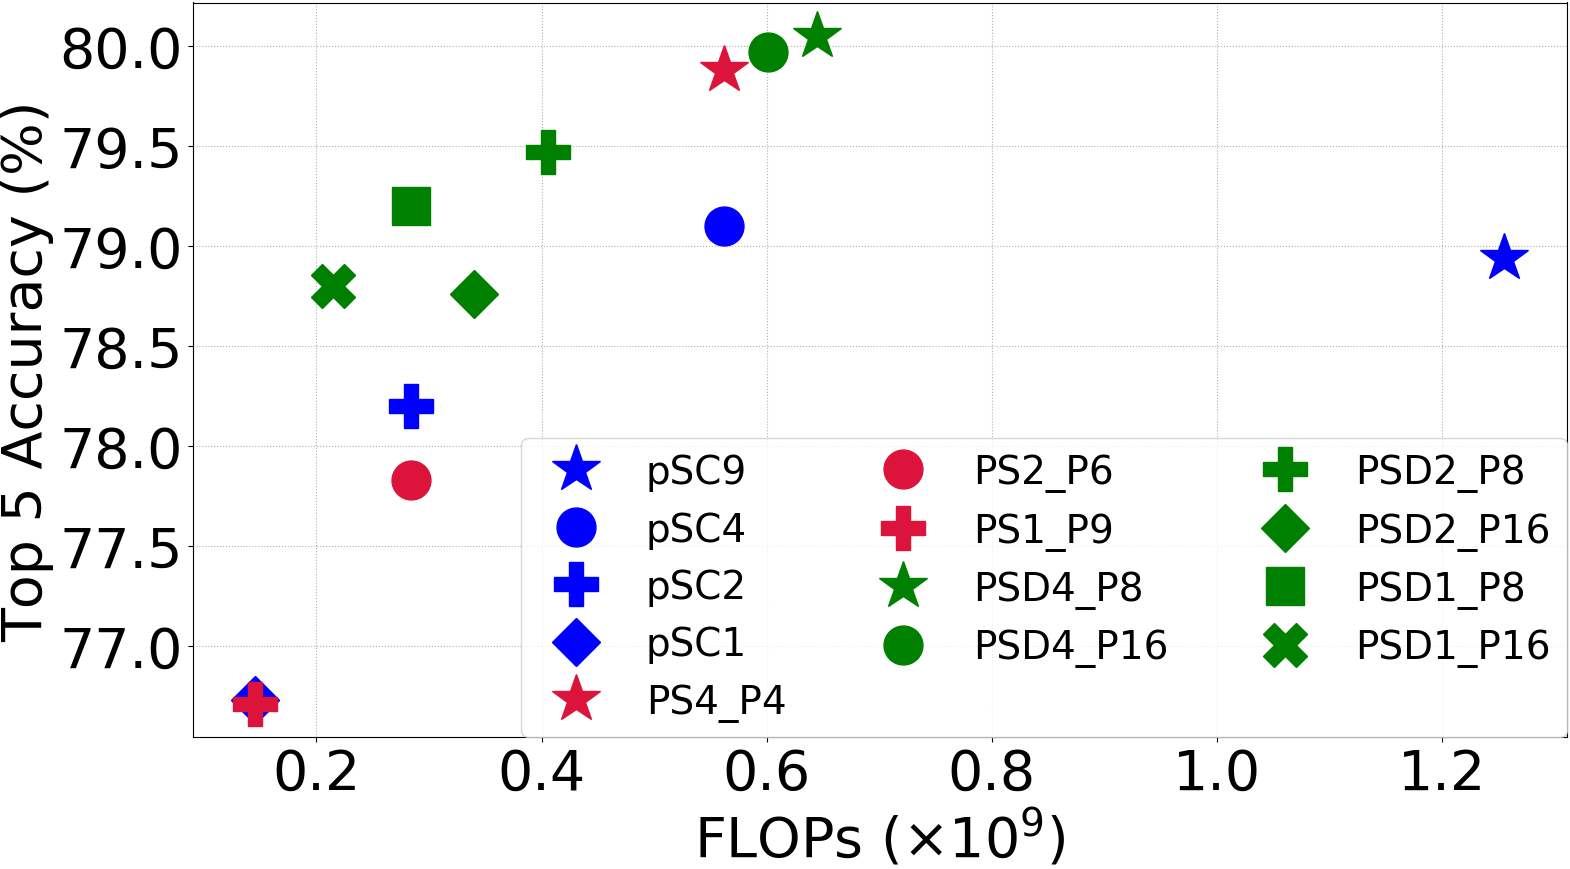 Top 5 Accuracy (%)
80.0
79.5
79.0
78.5
78.0
77.5
77.0
pSC9
pSC4
pSC2
pSC1
PS4_P4
PS2_P6
PS1_P9
PSD4_P8
PSD4_P16
PSD2_P8
PSD2_P16
PSD1_P8
PSD1_P16
0.2 0.4 0.6 0.8 1.0 1.2
FLOPs (×10⁹)